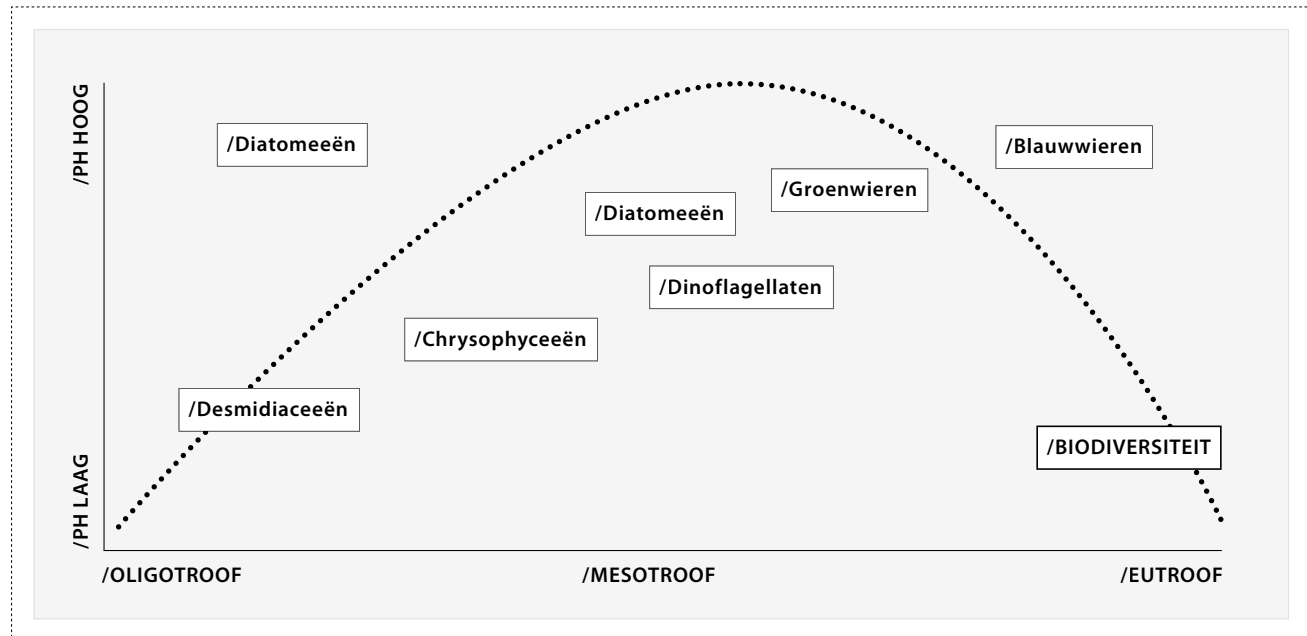 /PH HOOG
/Diatomeeën
/Blauwwieren
/Groenwieren
/Diatomeeën
/Dinoflagellaten
/Chrysophyceeën
/Desmidiaceeën
/BIODIVERSITEIT
/PH LAAG
/OLIGOTROOF
/MESOTROOF
/EUTROOF